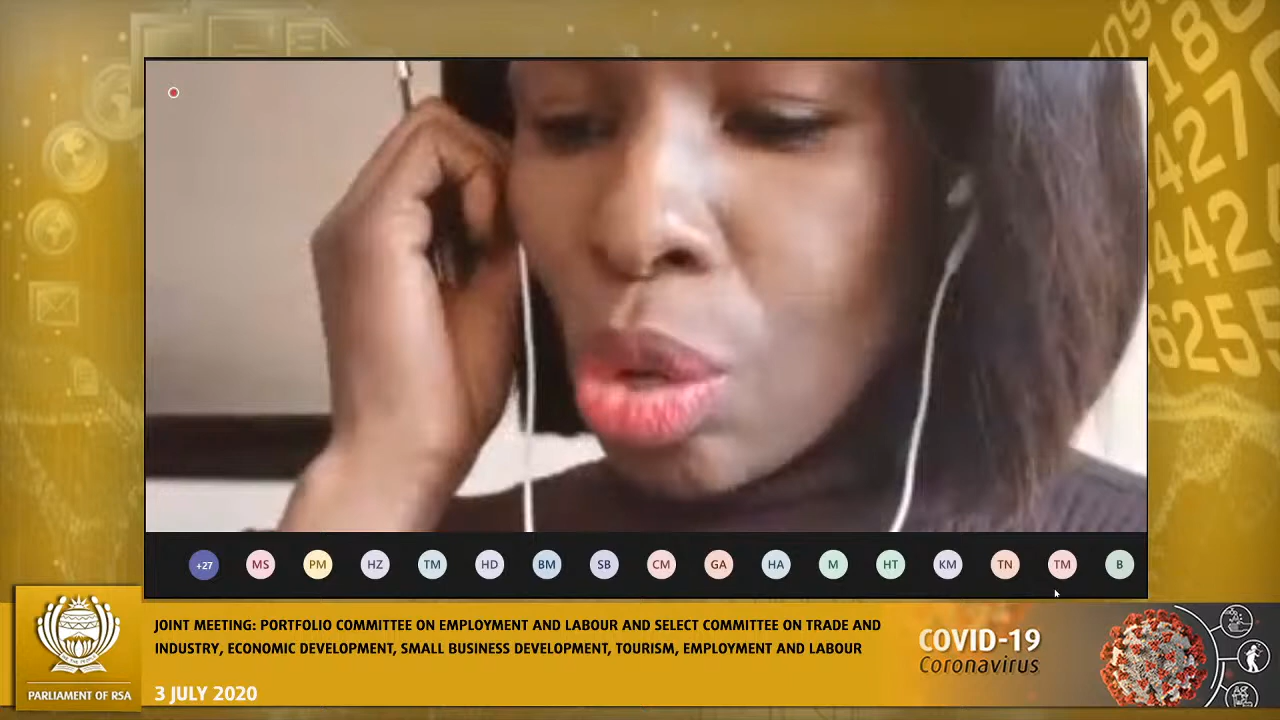 +27
MS
PM
HZ
TM
HD
BM
SB
CM
GA
HA
M
HT
KM
TN
TM
B
JOINT MEETING: PORTFOLIO COMMITTEE ON EMPLOYMENT AND LABOUR AND SELECT COMMITTEE ON TRADE AND
INDUSTRY, ECONOMIC DEVELOPMENT, SMALL BUSINESS DEVELOPMENT, TOURISM, EMPLOYMENT AND LABOUR
3 JULY 2020
PARLIAMENT OF RSA
COVID-19
Coronavirus
6255